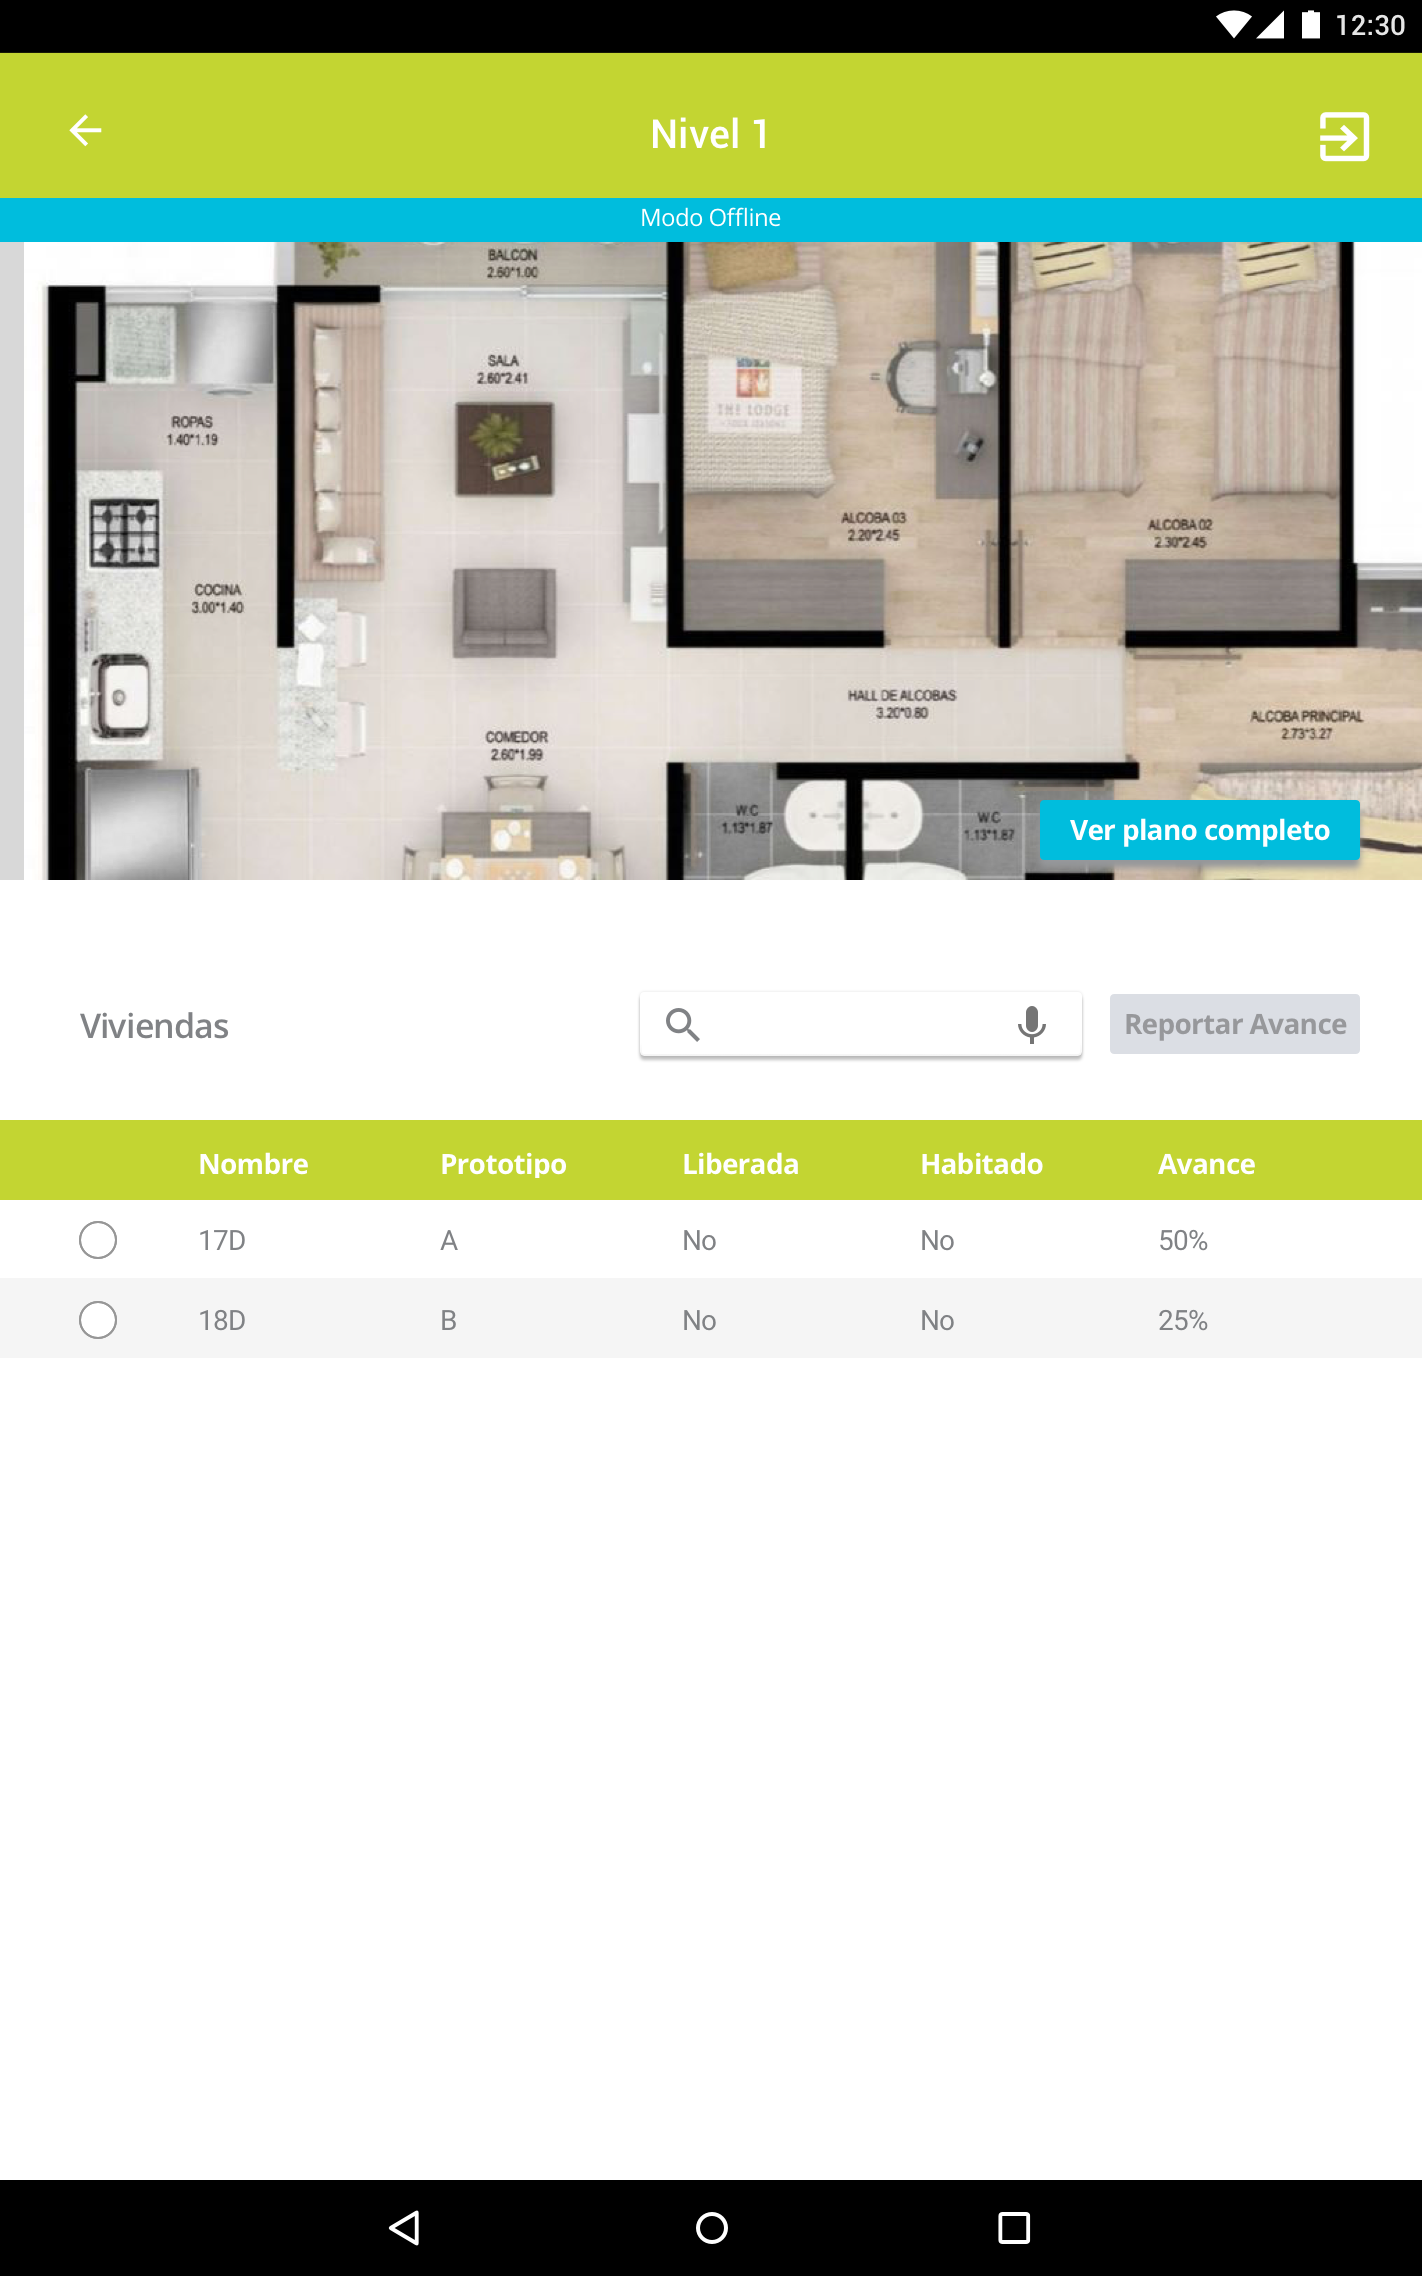 12:30
Nivel 1
Modo Offline
BALCON
2.60*1.00
SALA
2.60*2.41
ROPAS
1.40*1.19
THE LODGE
ALCOBA 03
2.20*2.45
ALCOBA 02
2.30*2.45
COCINA
3.00*1.40
HALL DE ALCOBAS
3.20*0.80
ALCOBA PRINCIPAL
2.73*3.27
COMEDOR
2.60*1.99
W.C
1.13*1.87
W.C
1.13*1.87
Ver plano completo
Viviendas
Reportar Avance
Nombre Prototipo Liberada Habitado Avance
17D A No No 50%
18D B No No 25%